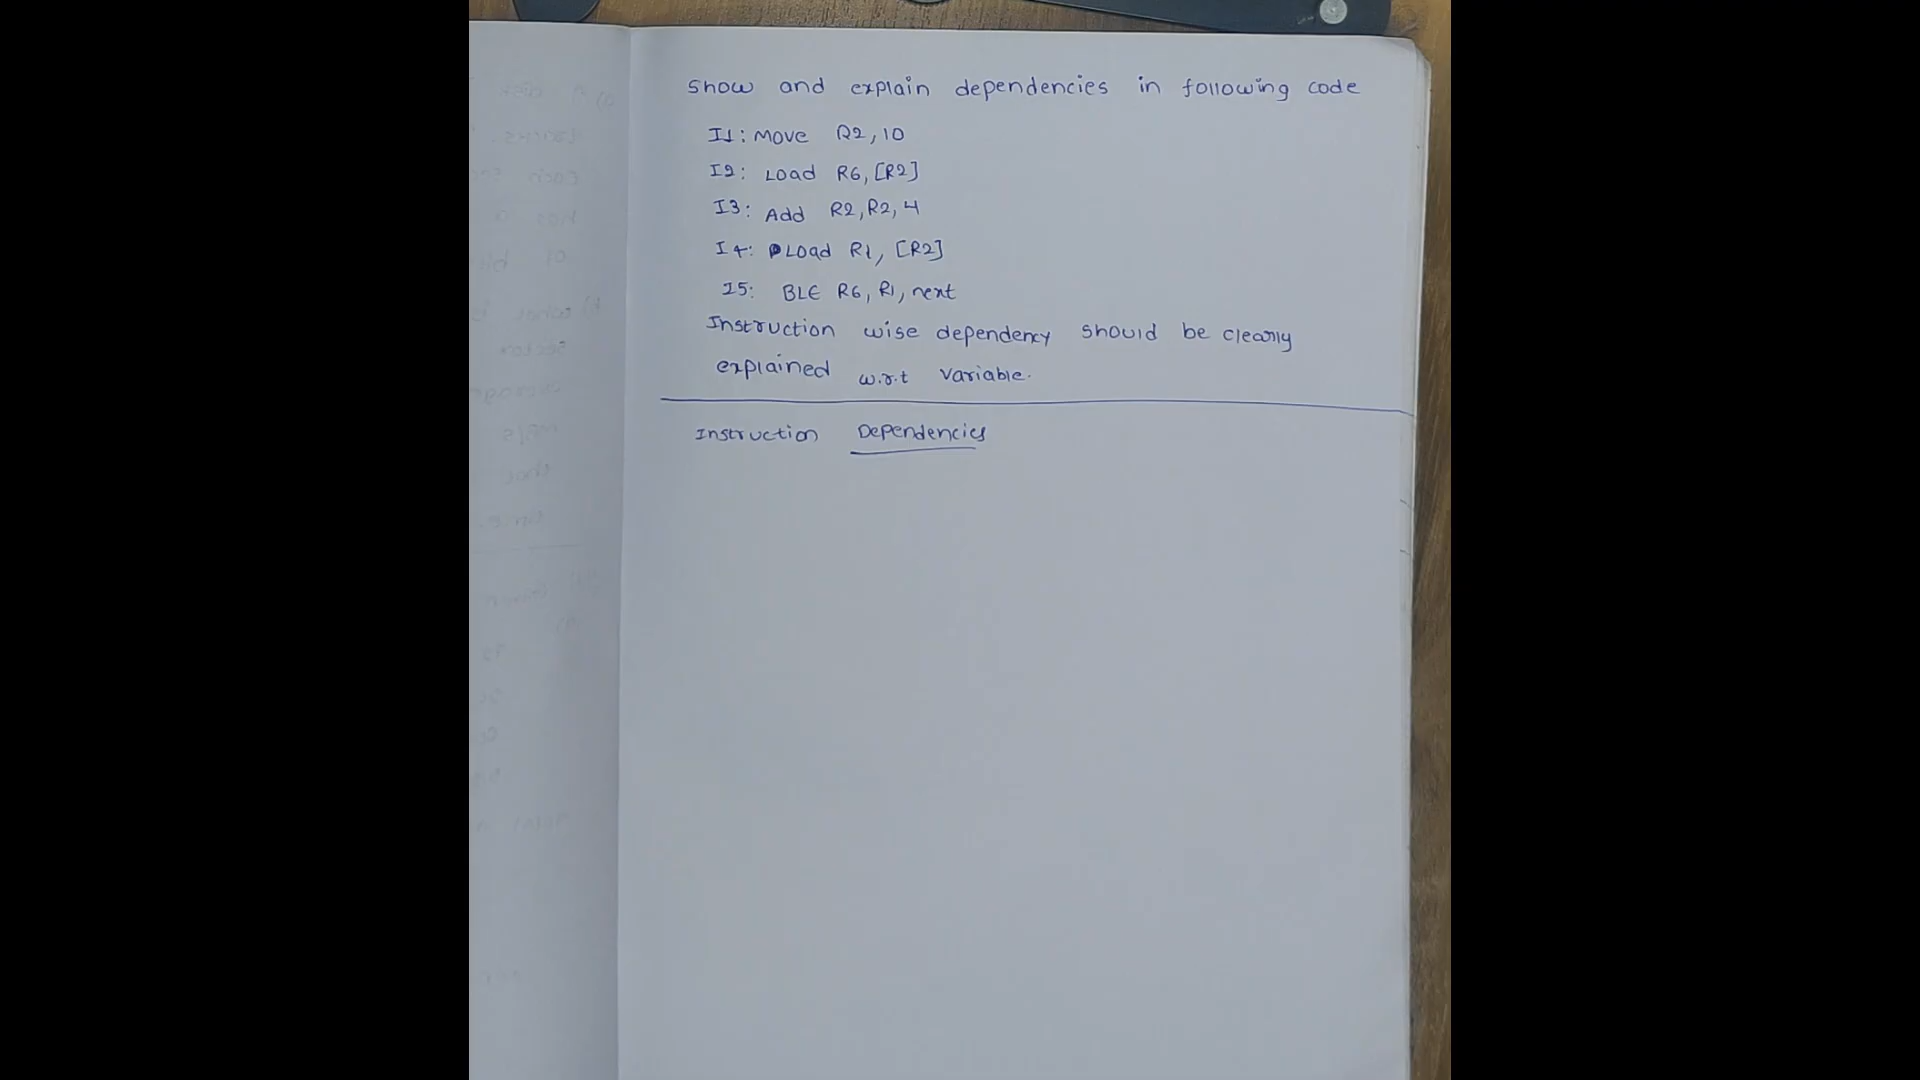 Show and explain dependencies in following code
I1: Move R2, 10
I2: Load R6, [R2]
I3: Add R2, R2, 4
I4: Load R1, [R2]
I5: BLE R6, R1, next
Instruction wise dependency should be clearly
explained w.r.t variable.
Instruction Dependencies